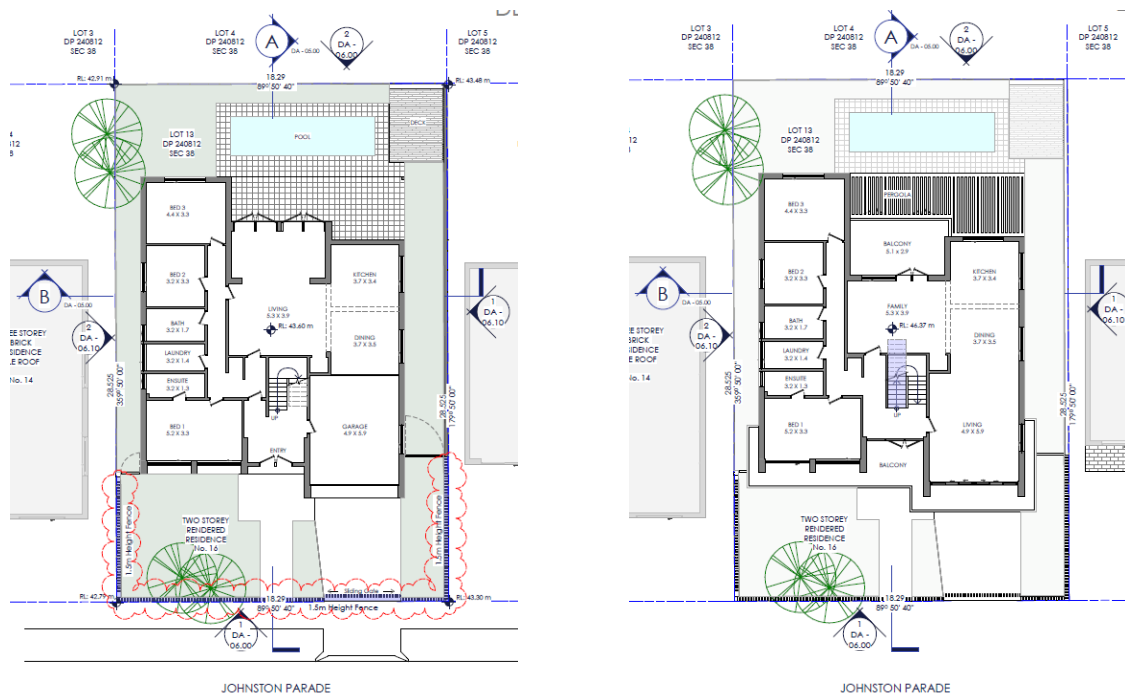 LOT 3
DP 240812
SEC 38
LOT 4
DP 240812
SEC 38
A
DA - 05.00
2
DA -
06.00
LOT 5
DP 240812
SEC 38
RL: 42.91 m
18.29
89° 50' 40"
RL: 43.48 m
POOL
DECK
LOT 13
DP 240812
SEC 38
BED 3
4.4 X 3.3
BED 2
3.2 X 3.3
KITCHEN
3.7 X 3.4
B
DA - 05.00
LIVING
5.3 X 3.9
RL: 43.60 m
1
DA -
06.10
2
DA -
06.10
BATH
3.2 X 1.7
DINING
3.7 X 3.5
EE STOREY
BRICK
SIDENCE
LE ROOF
No. 14
LAUNDRY
3.2 X 1.4
ENSUITE
3.2 X 1.3
28.525
359° 50' 00"
28.525
179° 50' 00"
UP
BED 1
5.2 X 3.3
GARAGE
4.9 X 5.9
ENTRY
1.5m Height Fence
1.5m Height Fence
TWO STOREY
RENDERED
RESIDENCE
No. 16
Sliding Gate
RL: 42.79 m
18.29
89° 50' 40"
1.5m Height Fence
RL: 43.30 m
1
DA -
06.00
JOHNSTON PARADE
LOT 3
DP 240812
SEC 38
LOT 4
DP 240812
SEC 38
A
DA - 05.00
2
DA -
06.00
LOT 5
DP 240812
SEC 38
18.29
89° 50' 40"
LOT 13
DP 240812
SEC 38
BED 3
4.4 X 3.3
PERGOLA
BALCONY
5.1 x 2.9
BED 2
3.2 X 3.3
KITCHEN
3.7 X 3.4
B
DA - 05.00
FAMILY
5.3 X 3.9
RL: 46.37 m
1
DA -
06.10
2
DA -
06.10
BATH
3.2 X 1.7
DINING
3.7 X 3.5
EE STOREY
BRICK
SIDENCE
LE ROOF
No. 14
LAUNDRY
3.2 X 1.4
ENSUITE
3.2 X 1.3
28.525
359° 50' 00"
28.525
179° 50' 00"
UP
BED 1
5.2 X 3.3
LIVING
4.9 X 5.9
BALCONY
TWO STOREY
RENDERED
RESIDENCE
No. 16
18.29
89° 50' 40"
1
DA -
06.00
JOHNSTON PARADE